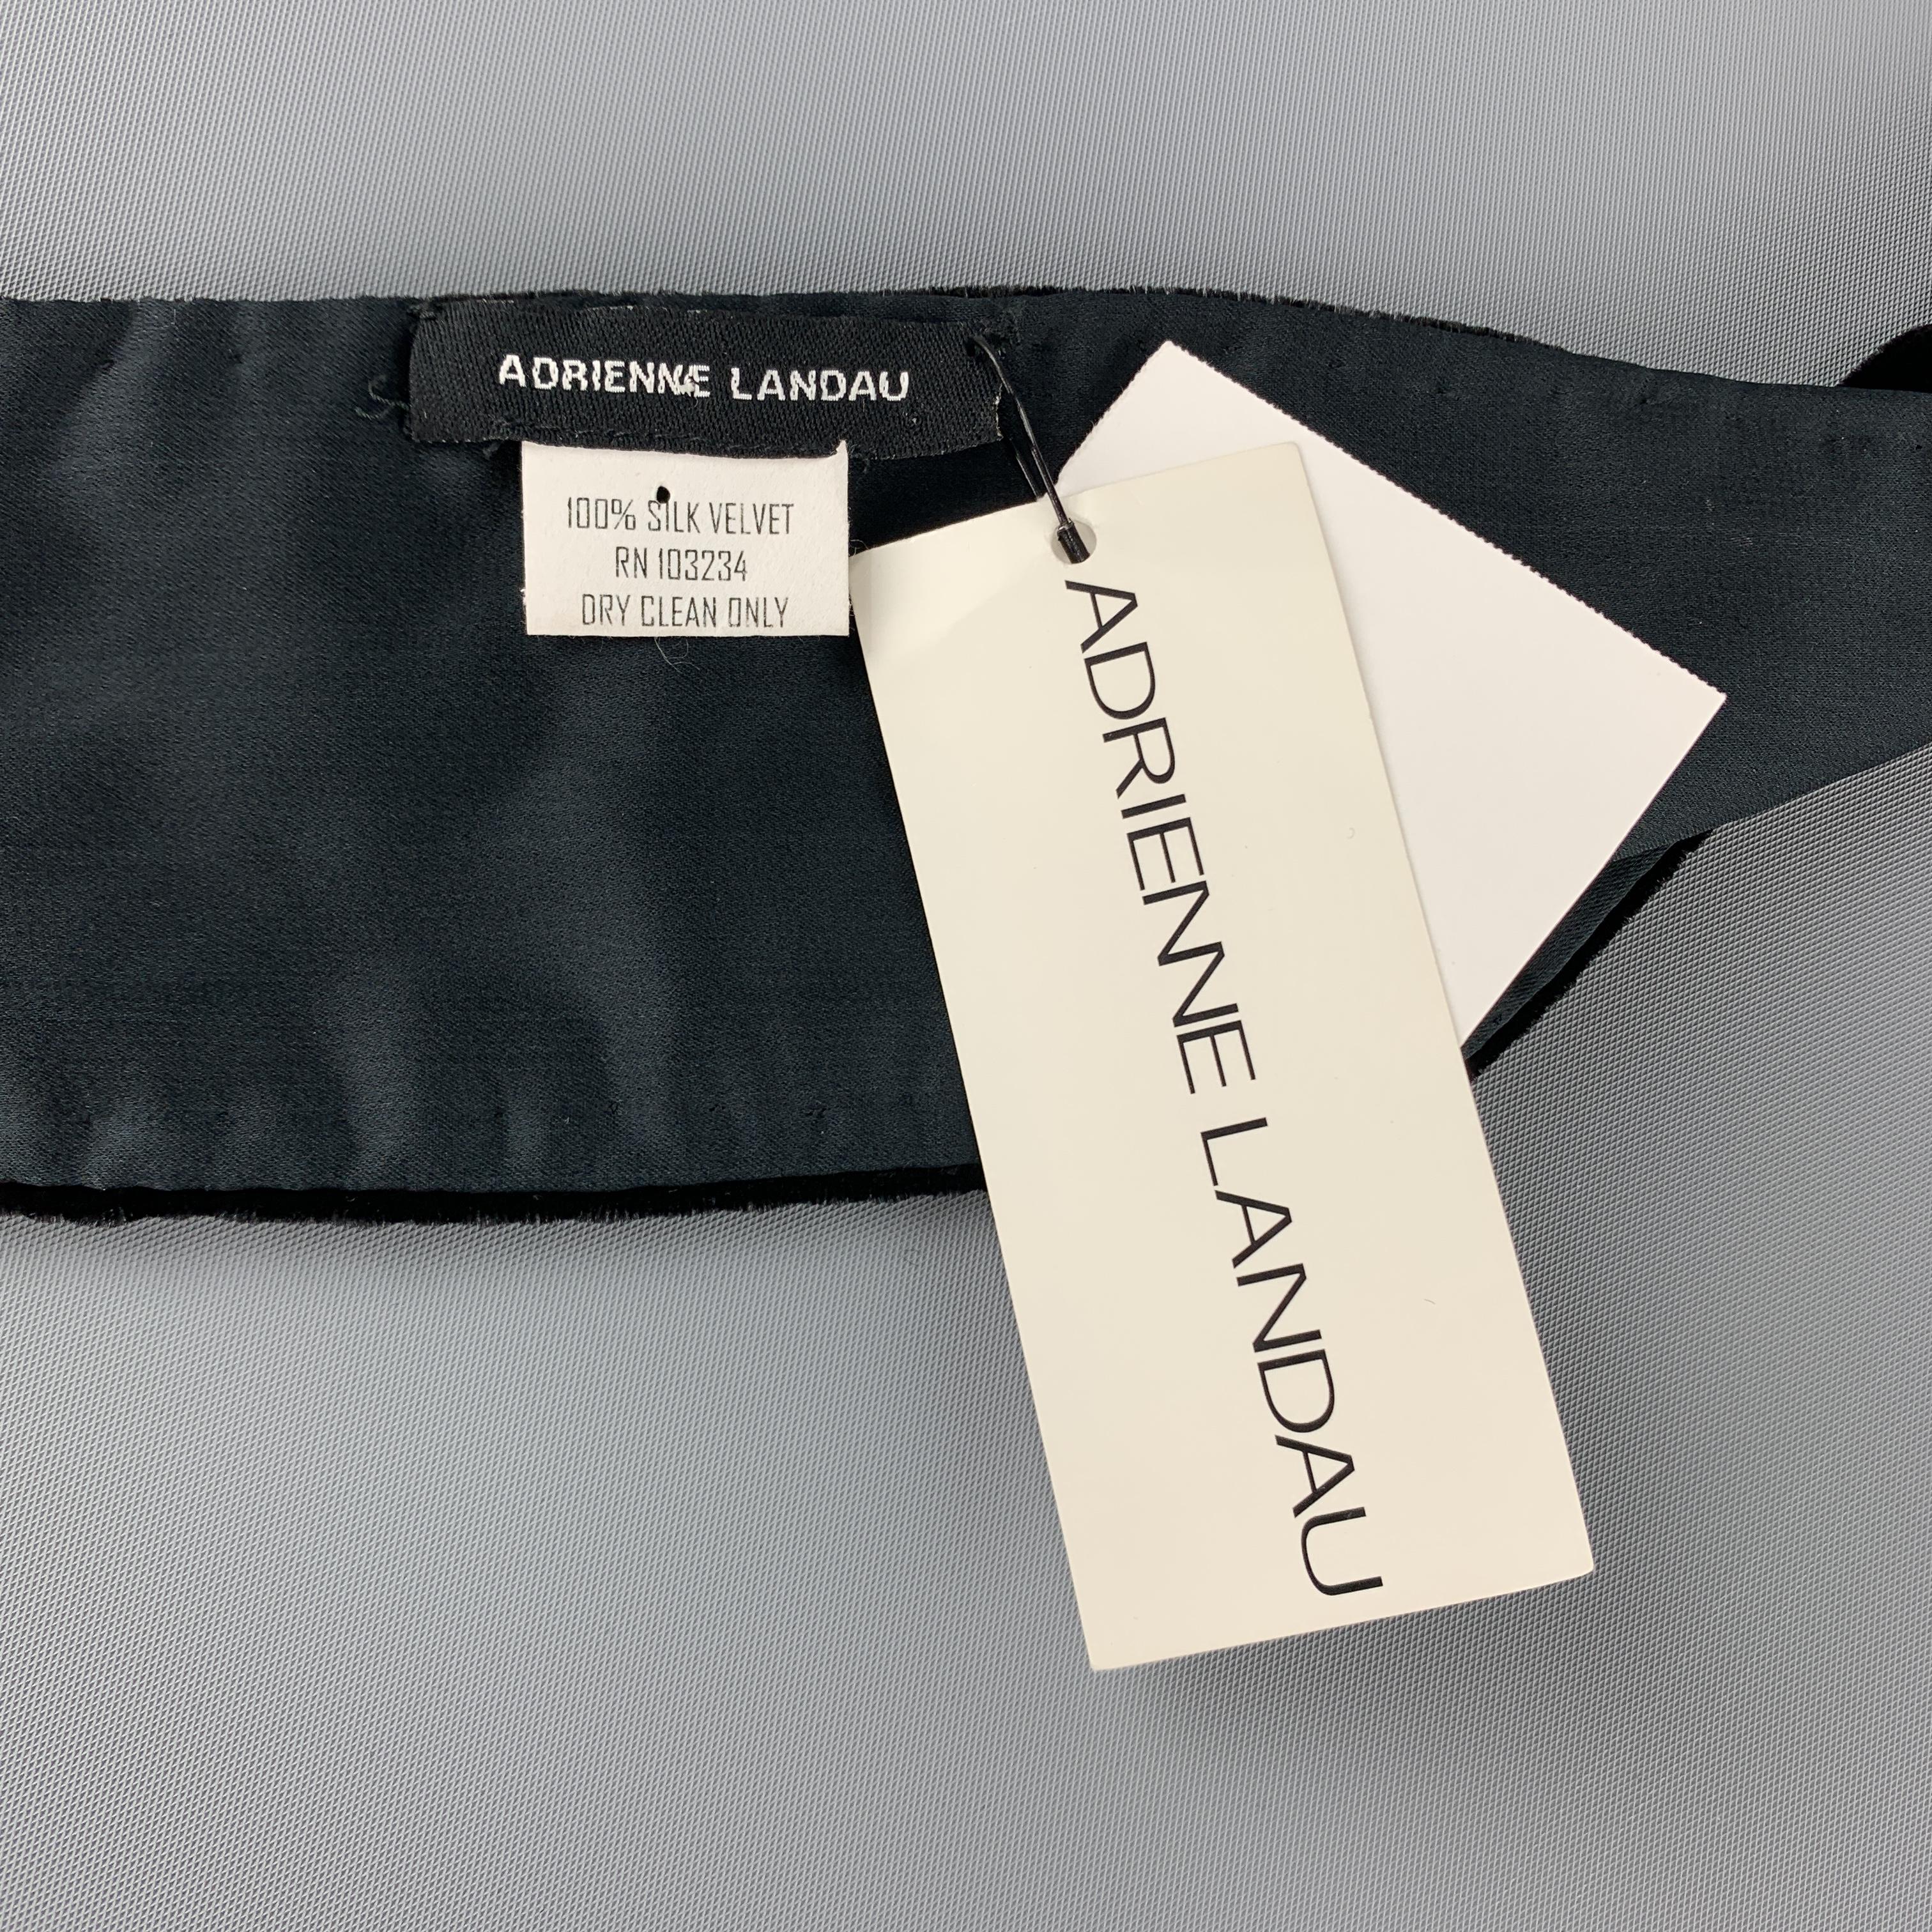 ADRIENNE LANDAU
100% SILK VELVET
RN 103234
DRY CLEAN ONLY
ADRIENNE LANDAU